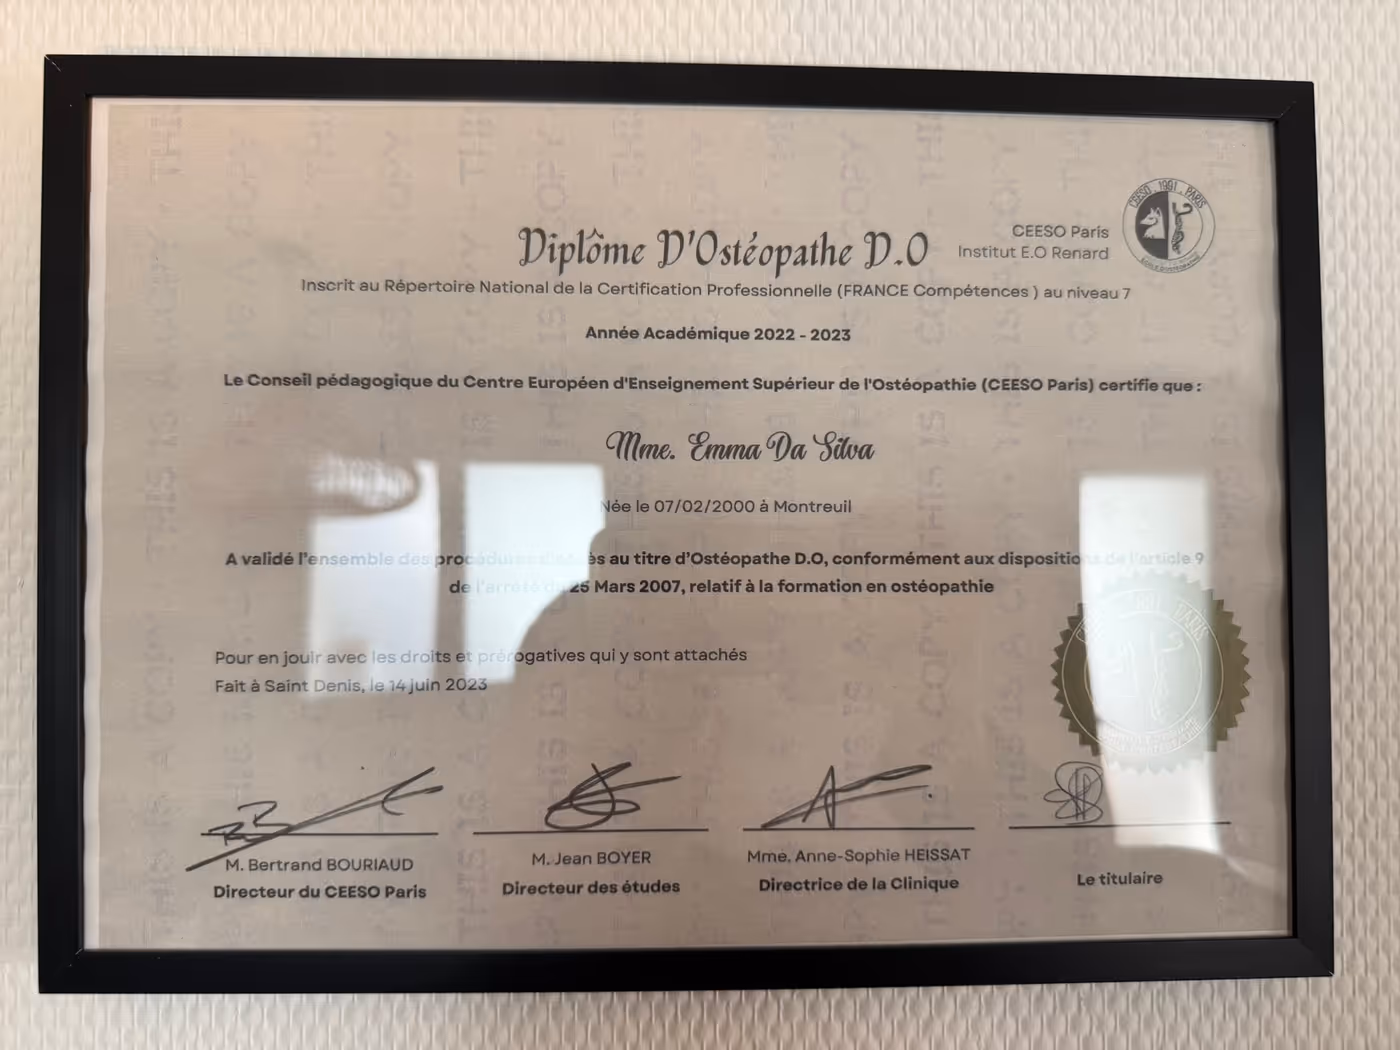 Diplôme D'Ostéopathe D.O
CEESO Paris
Institut E.O Renard
CEESO . 1991 . PARIS
Inscrit au Répertoire National de la Certification Professionnelle (FRANCE Compétences ) au niveau 7
Année Académique 2022 - 2023
Le Conseil pédagogique du Centre Européen d'Enseignement Supérieur de l'Ostéopathie (CEESO Paris) certifie que :
Mme. Emma Da Silva
Née le 07/02/2000 à Montreuil
A validé l'ensemble des procédures d'accès au titre d'Ostéopathe D.O, conformément aux dispositions de l'article 9
de l'arrêté du 25 Mars 2007, relatif à la formation en ostéopathie
Pour en jouir avec les droits et prérogatives qui y sont attachés
Fait à Saint Denis, le 14 juin 2023
M. Bertrand BOURIAUD
Directeur du CEESO Paris
M. Jean BOYER
Directeur des études
Mme. Anne-Sophie HEISSAT
Directrice de la Clinique
Le titulaire